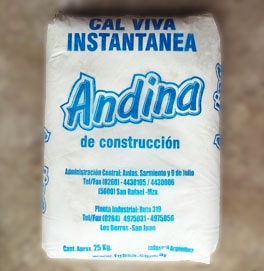 CAL VIVA
INSTANTANEA
Andina
de construcción
Administración Central: Avdas. Sarmiento y 9 de Julio
Tel/Fax (0260) - 4430105 / 4430806
(5600) San Rafael - Mza.
Planta Industrial: Ruta 319
Tel/Fax (0264) 4975031 - 4975056
Los Berros - San Juan
Cont. Aprox. 25 Kg.
Industria Argentina